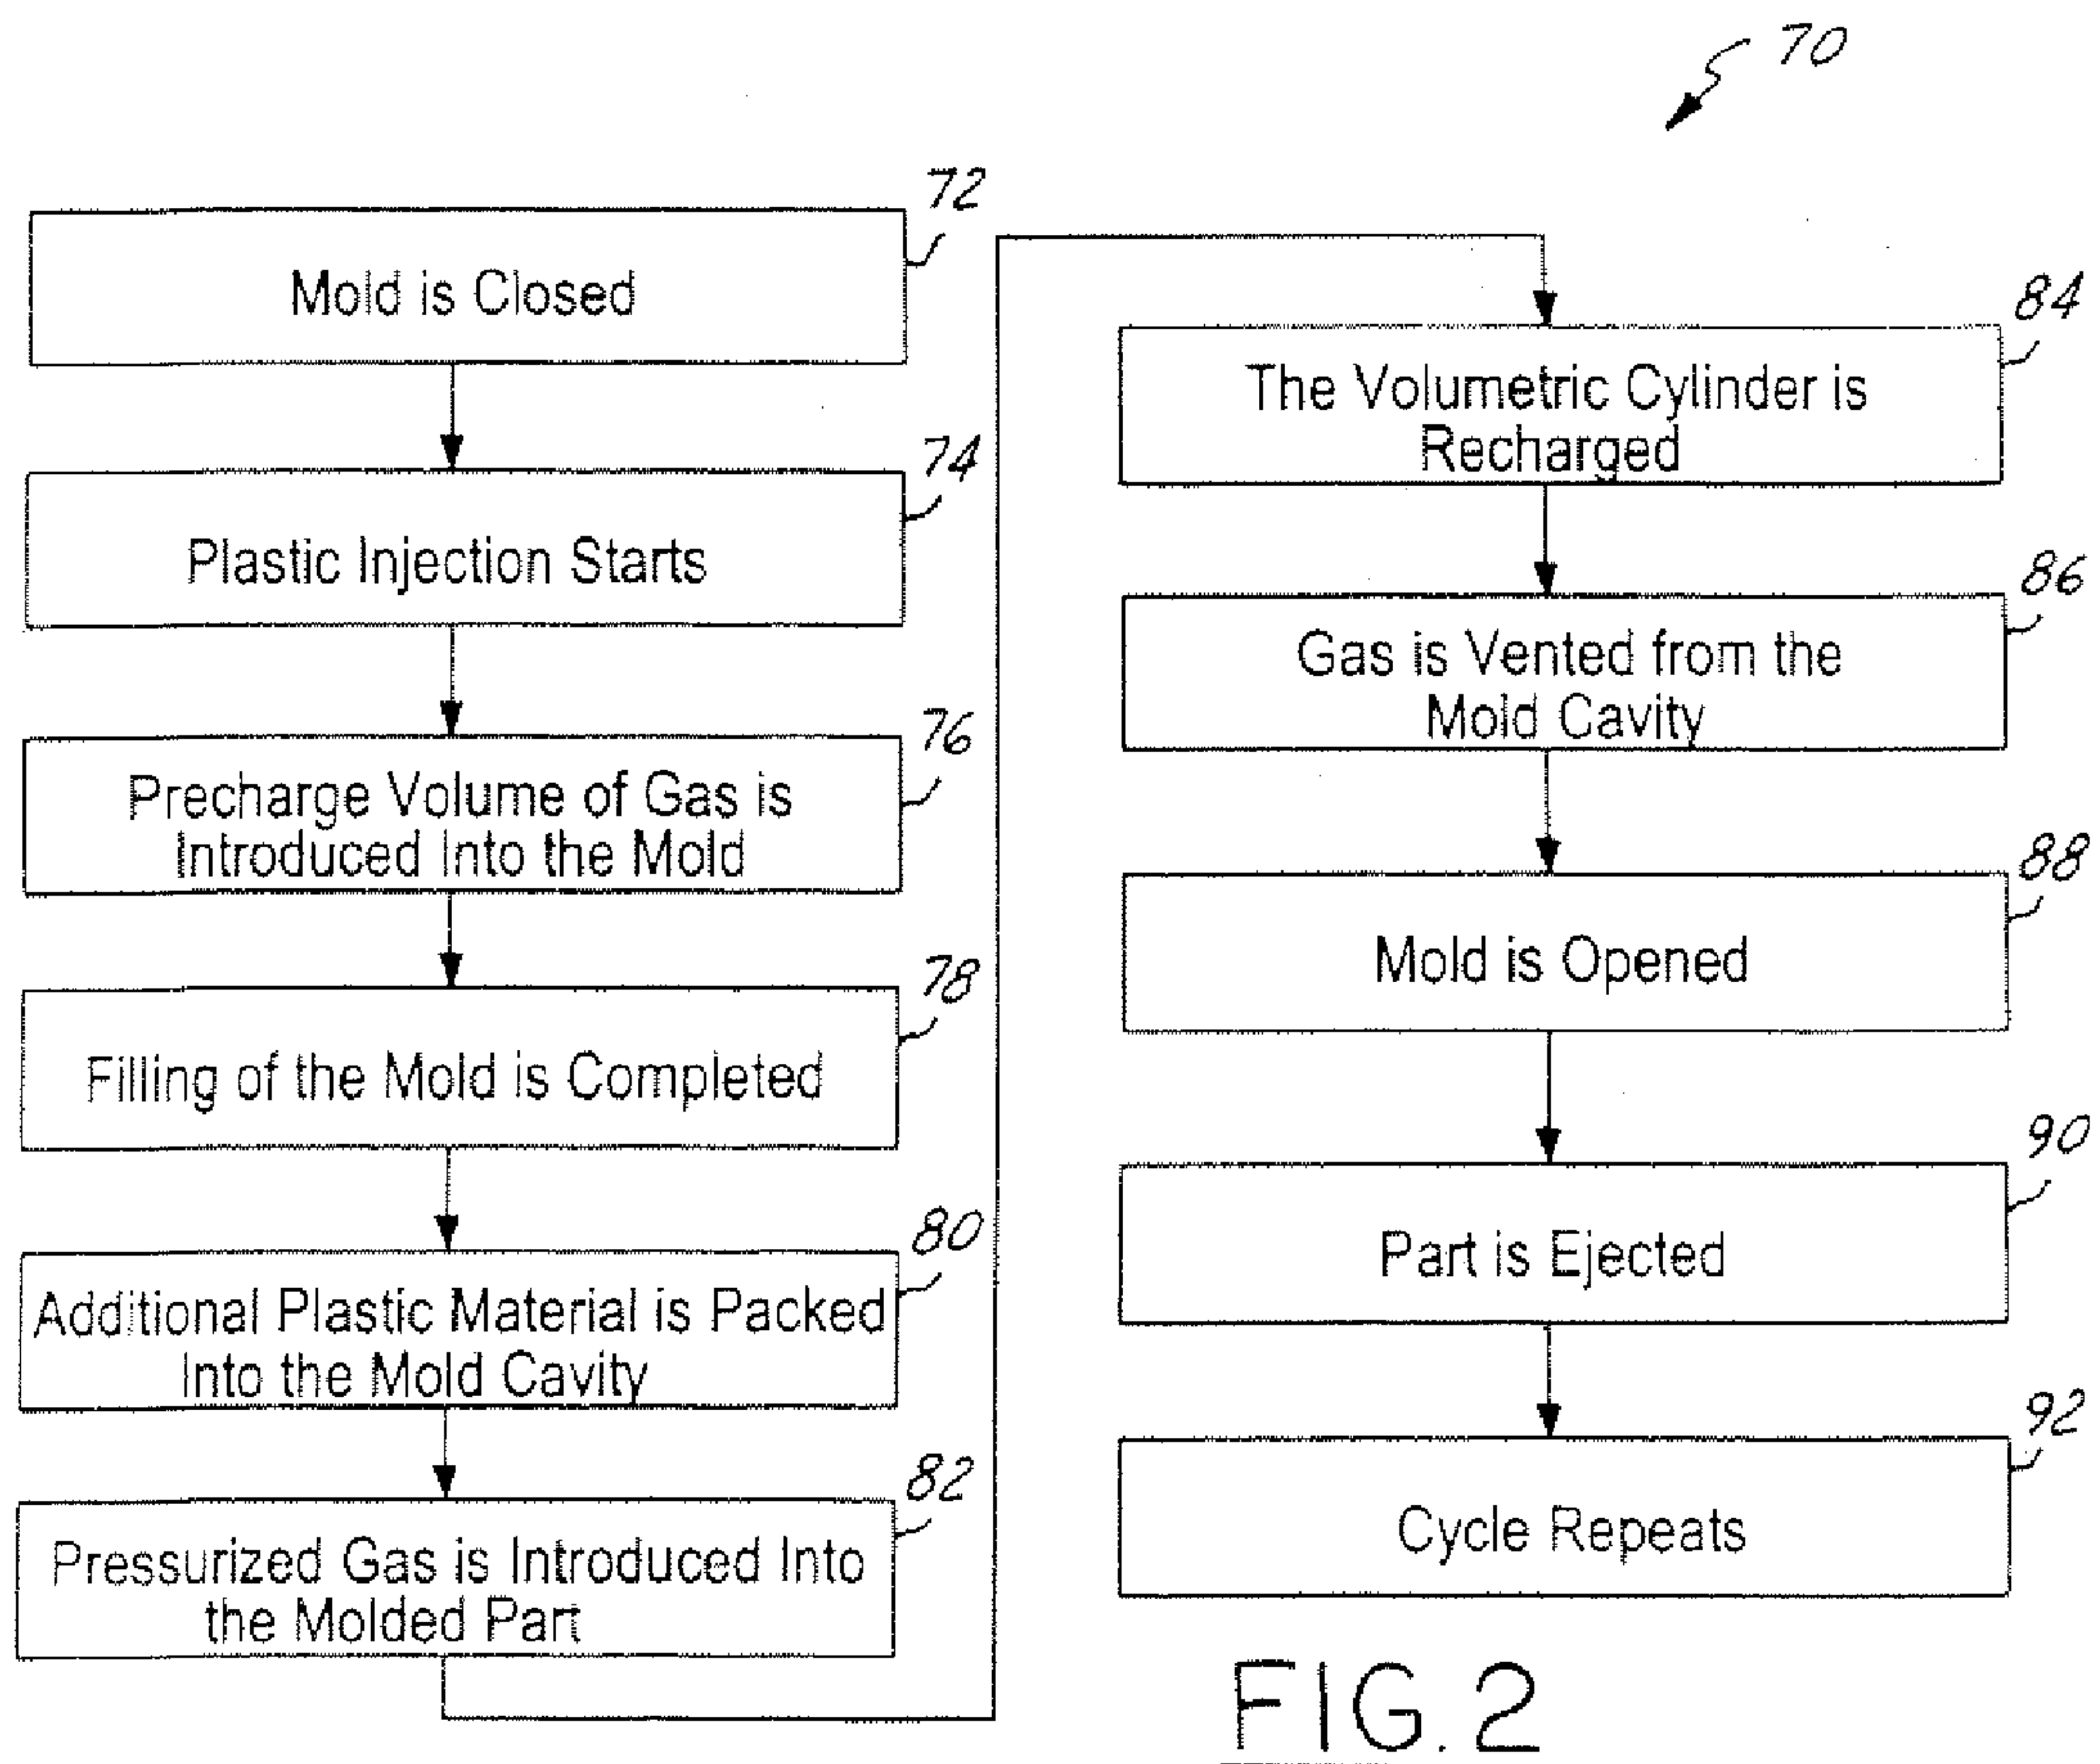 70
72
Mold is Closed
74
Plastic Injection Starts
76
Precharge Volume of Gas is
Introduced Into the Mold
78
Filling of the Mold is Completed
80
Additional Plastic Material is Packed
Into the Mold Cavity
82
Pressurized Gas is Introduced Into
the Molded Part
84
The Volumetric Cylinder is
Recharged
86
Gas is Vented from the
Mold Cavity
88
Mold is Opened
90
Part is Ejected
92
Cycle Repeats
FIG. 2